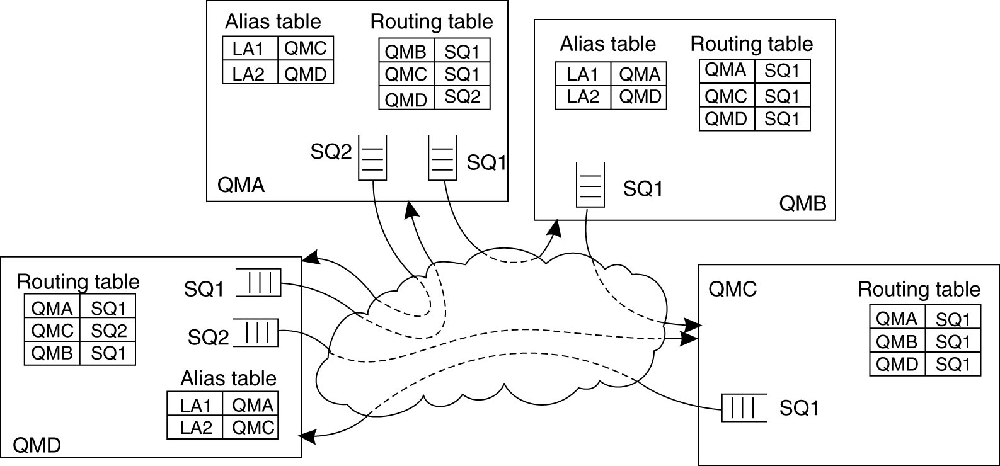 Alias table
LA1 QMC
LA2 QMD
Routing table
QMB SQ1
QMC SQ1
QMD SQ2
SQ2
SQ1
QMA
Alias table
LA1 QMA
LA2 QMD
Routing table
QMA SQ1
QMC SQ1
QMD SQ1
SQ1
QMB
Routing table
QMA SQ1
QMC SQ2
QMB SQ1
SQ1
SQ2
Alias table
LA1 QMA
LA2 QMC
QMD
QMC
Routing table
QMA SQ1
QMB SQ1
QMD SQ1
SQ1